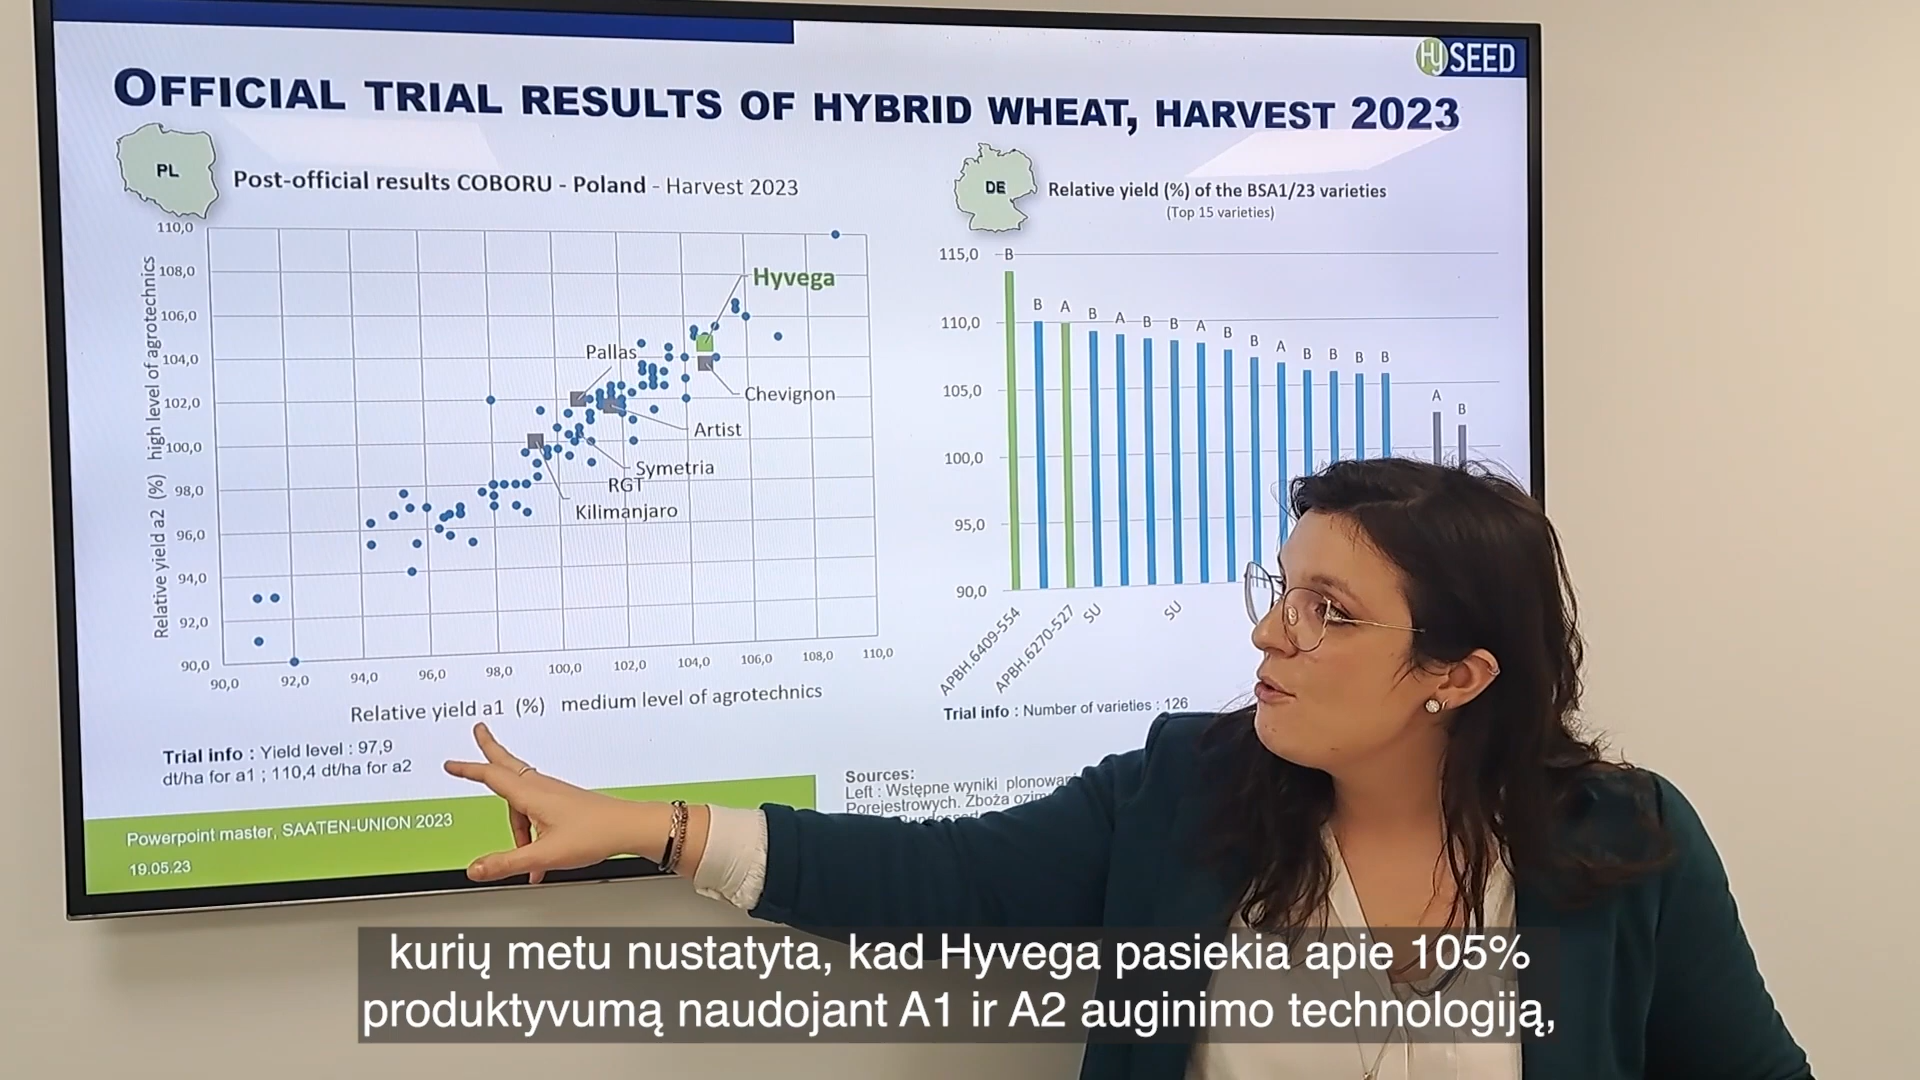 HySEED
OFFICIAL TRIAL RESULTS OF HYBRID WHEAT, HARVEST 2023
PL
Post-official results COBORU - Poland - Harvest 2023
110,0
108,0
106,0
104,0
102,0
100,0
98,0
96,0
94,0
92,0
90,0
Relative yield a2 (%) high level of agrotechnics
Hyvega
Pallas
Chevignon
Artist
Symetria
RGT
Kilimanjaro
90,0 92,0 94,0 96,0 98,0 100,0 102,0 104,0 106,0 108,0 110,0
Relative yield a1 (%) medium level of agrotechnics
Trial info : Yield level : 97,9
dt/ha for a1 ; 110,4 dt/ha for a2
Powerpoint master, SAATEN-UNION 2023
19.05.23
DE
Relative yield (%) of the BSA1/23 varieties
(Top 15 varieties)
115,0
110,0
105,0
100,0
95,0
90,0
B B A B A B B A B B A B B B B A B
APBH.6409-554
APBH.6270-527
SU
SU
Trial info : Number of varieties : 126
Sources:
Left : Wstępne wyniki plonowa
Porejestrowych. Zboża ozim
kurių metu nustatyta, kad Hyvega pasiekia apie 105%
produktyvumą naudojant A1 ir A2 auginimo technologiją,